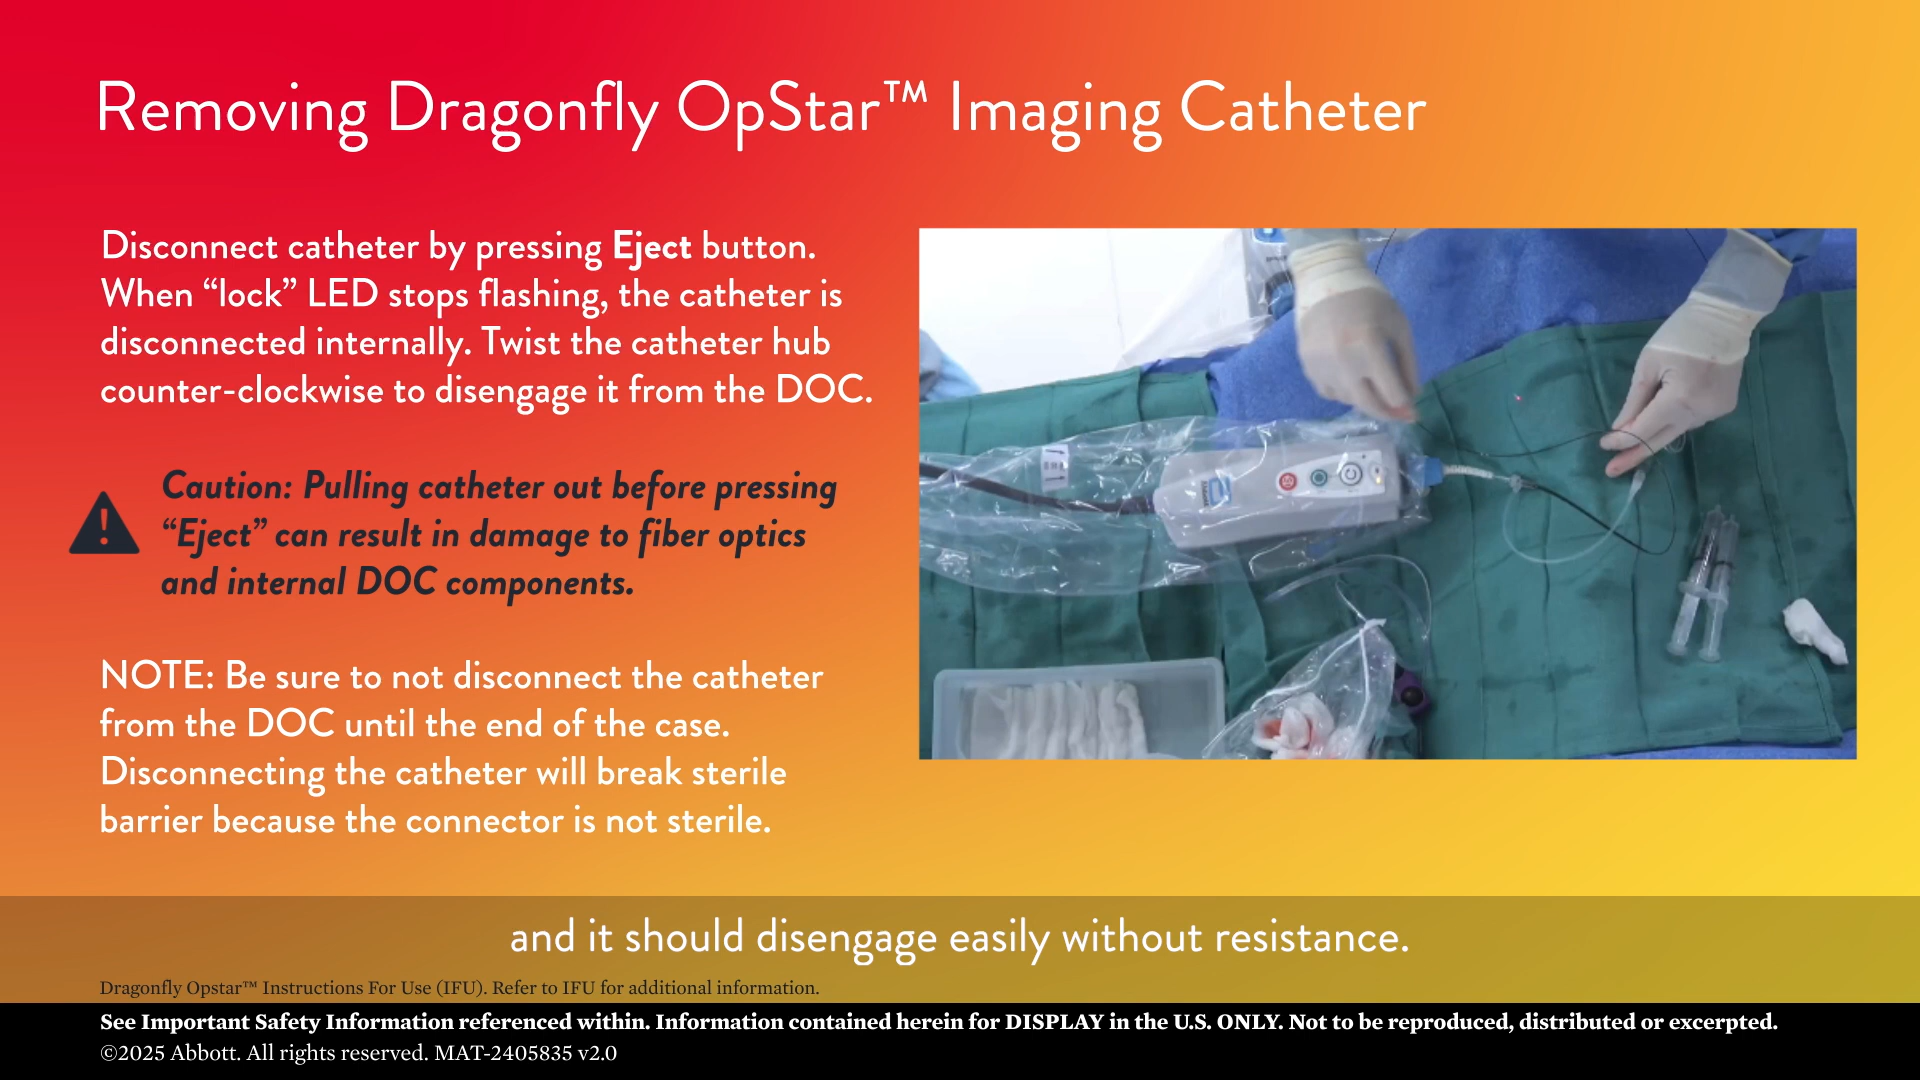 Removing Dragonfly OpStar™ Imaging Catheter
Disconnect catheter by pressing Eject button.
When “lock” LED stops flashing, the catheter is
disconnected internally. Twist the catheter hub
counter-clockwise to disengage it from the DOC.
Caution: Pulling catheter out before pressing
“Eject” can result in damage to fiber optics
and internal DOC components.
NOTE: Be sure to not disconnect the catheter
from the DOC until the end of the case.
Disconnecting the catheter will break sterile
barrier because the connector is not sterile.
and it should disengage easily without resistance.
Dragonfly Opstar™ Instructions For Use (IFU). Refer to IFU for additional information.
See Important Safety Information referenced within. Information contained herein for DISPLAY in the U.S. ONLY. Not to be reproduced, distributed or excerpted.
©2025 Abbott. All rights reserved. MAT-2405835 v2.0